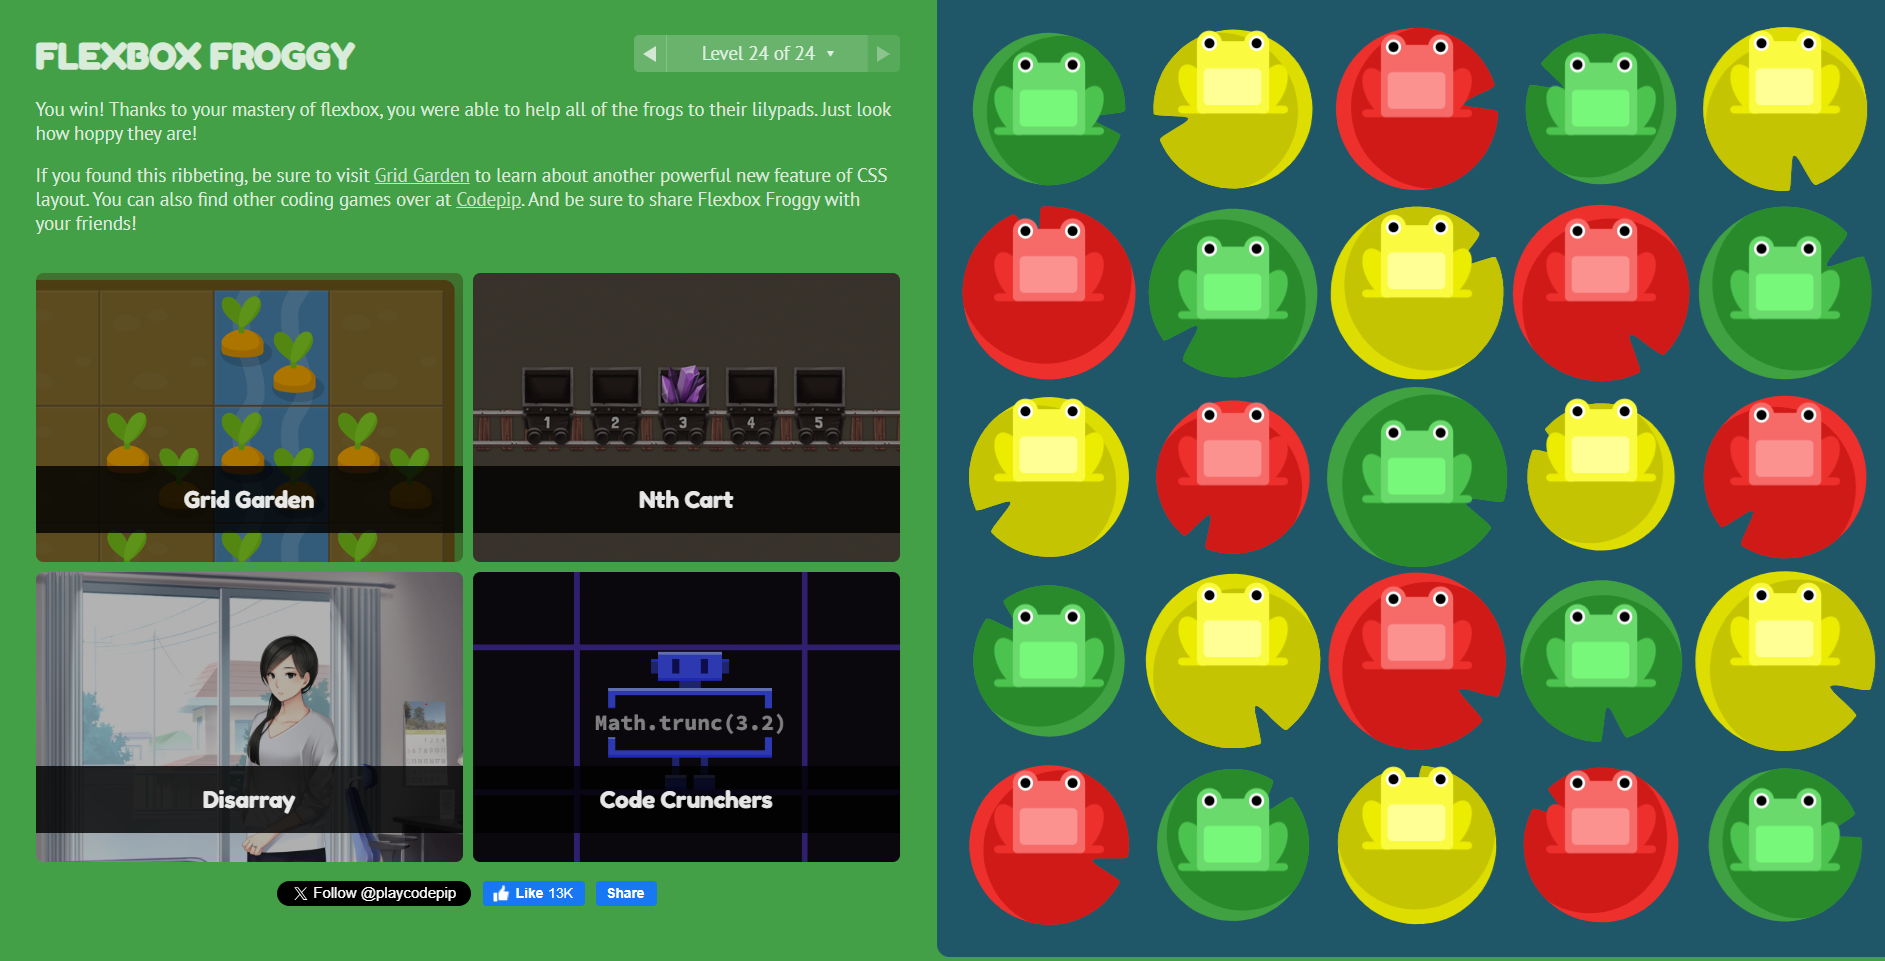 FLEXBOX FROGGY
Level 24 of 24
You win! Thanks to your mastery of flexbox, you were able to help all of the frogs to their lilypads. Just look
how hoppy they are!
If you found this ribbeting, be sure to visit Grid Garden to learn about another powerful new feature of CSS
layout. You can also find other coding games over at Codepip. And be sure to share Flexbox Froggy with
your friends!
1 2 3 4 5
Grid Garden
Nth Cart
Math.trunc(3.2)
Disarray
Code Crunchers
Follow @playcodepip
Like 13K
Share